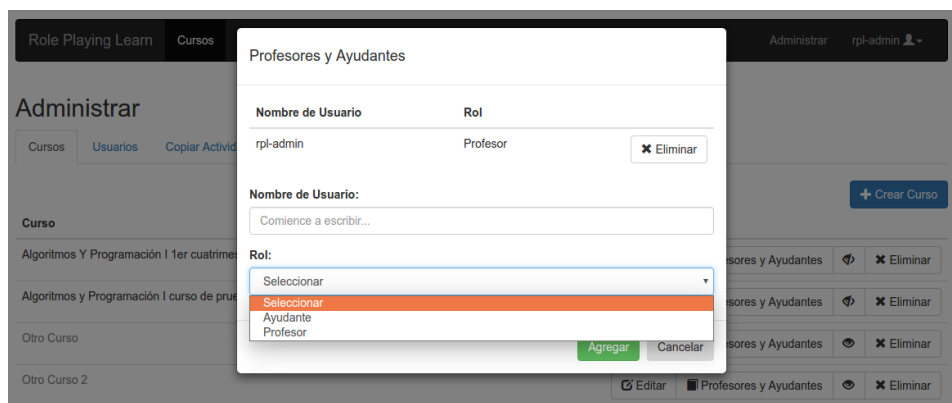 Role Playing Learn Cursos Administrar rpl-admin
Profesores y Ayudantes
Administrar
Nombre de Usuario Rol
Cursos Usuarios Copiar Activid
rpl-admin Profesor Eliminar
Crear Curso
Nombre de Usuario:
Comience a escribir...
Curso
Algoritmos Y Programación I 1er cuatrimes
Rol:
esores y Ayudantes Eliminar
Seleccionar
Algoritmos y Programación I curso de prue
esores y Ayudantes Eliminar
Seleccionar
Ayudante
Profesor
Otro Curso
esores y Ayudantes Eliminar
Agregar Cancelar
Otro Curso 2 Editar Profesores y Ayudantes Eliminar